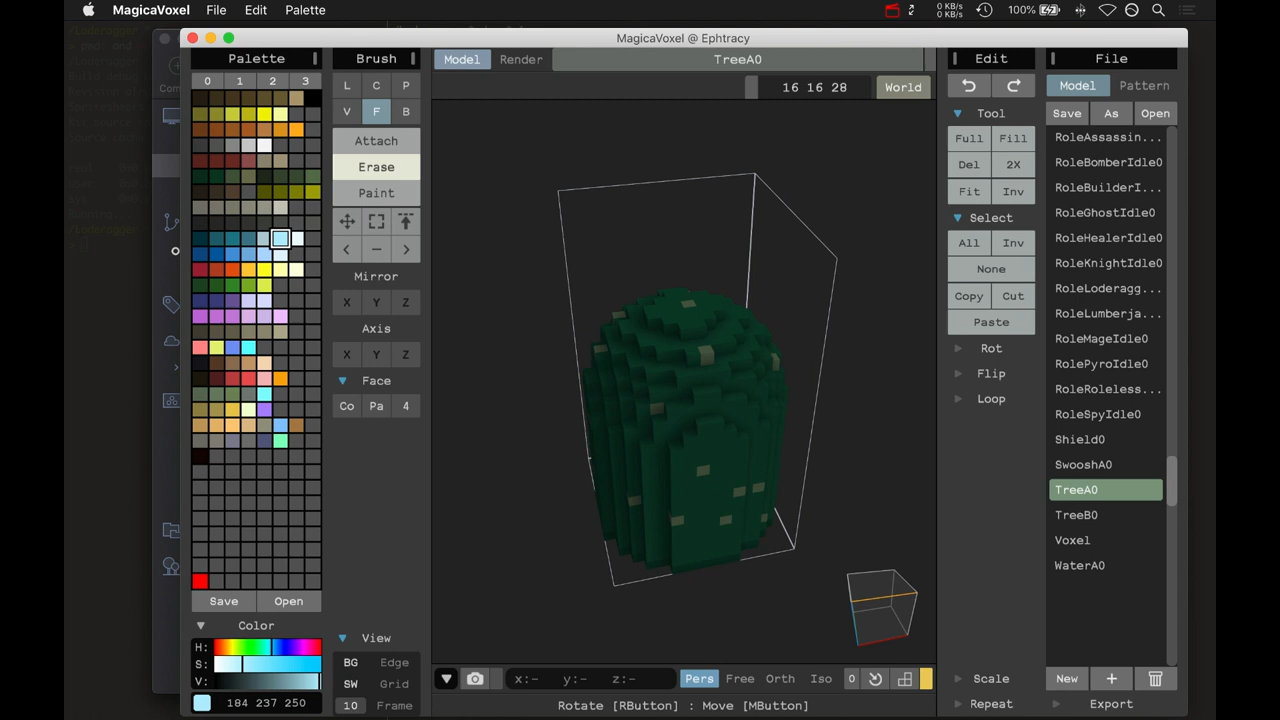 MagicaVoxel File Edit Palette
0 KB/s 0 KB/s 100%
MagicaVoxel @ Ephtracy
Palette
0 1 2 3
Save Open
Color
H:
S:
V:
184 237 250
Brush
L C P
V F B
Attach
Erase
Paint
Mirror
X Y Z
Axis
X Y Z
Face
Co Pa 4
View
BG Edge
SW Grid
10 Frame
Model Render TreeA0
16 16 28 World
x:- y:- z:- Pers Free Orth Iso 0
Rotate [RButton] : Move [MButton]
Edit
Tool
Full Fill
Del 2X
Fit Inv
Select
All Inv
None
Copy Cut
Paste
Rot
Flip
Loop
Scale
Repeat
File
Model Pattern
Save As Open
RoleAssassin...
RoleBomberIdle0
RoleBuilderI...
RoleGhostIdle0
RoleHealerIdle0
RoleKnightIdle0
RoleLoderagg...
RoleLumberja...
RoleMageIdle0
RolePyroIdle0
RoleRoleless...
RoleSpyIdle0
Shield0
SwooshA0
TreeA0
TreeB0
Voxel
WaterA0
New +
Export